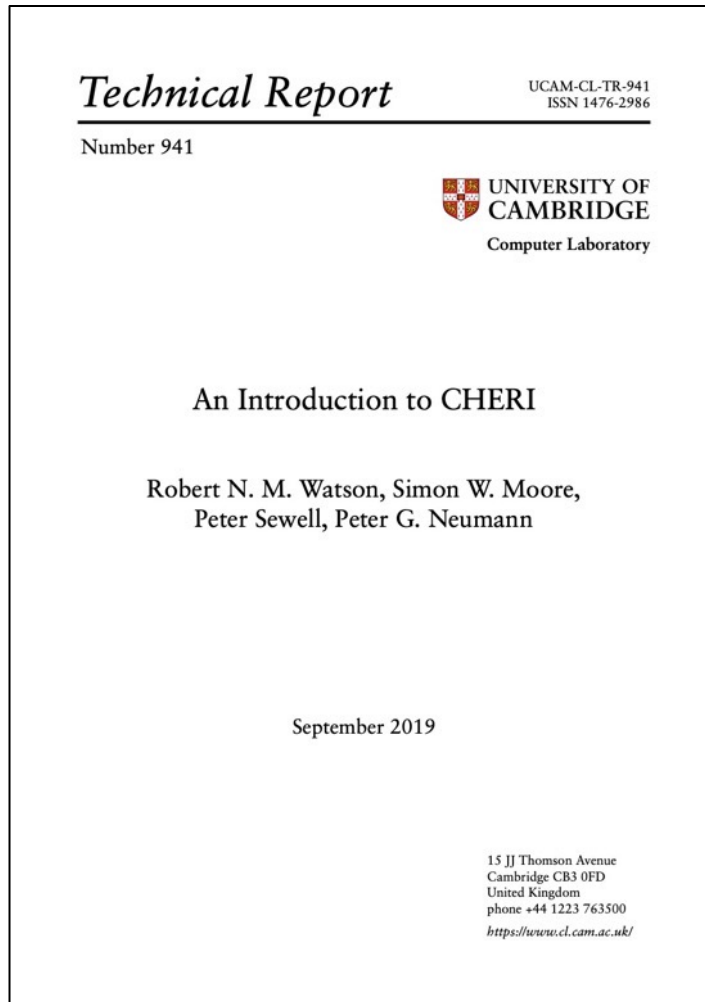 Technical Report
UCAM-CL-TR-941
ISSN 1476-2986
Number 941
UNIVERSITY OF
CAMBRIDGE
Computer Laboratory
An Introduction to CHERI
Robert N. M. Watson, Simon W. Moore,
Peter Sewell, Peter G. Neumann
September 2019
15 JJ Thomson Avenue
Cambridge CB3 0FD
United Kingdom
phone +44 1223 763500
https://www.cl.cam.ac.uk/